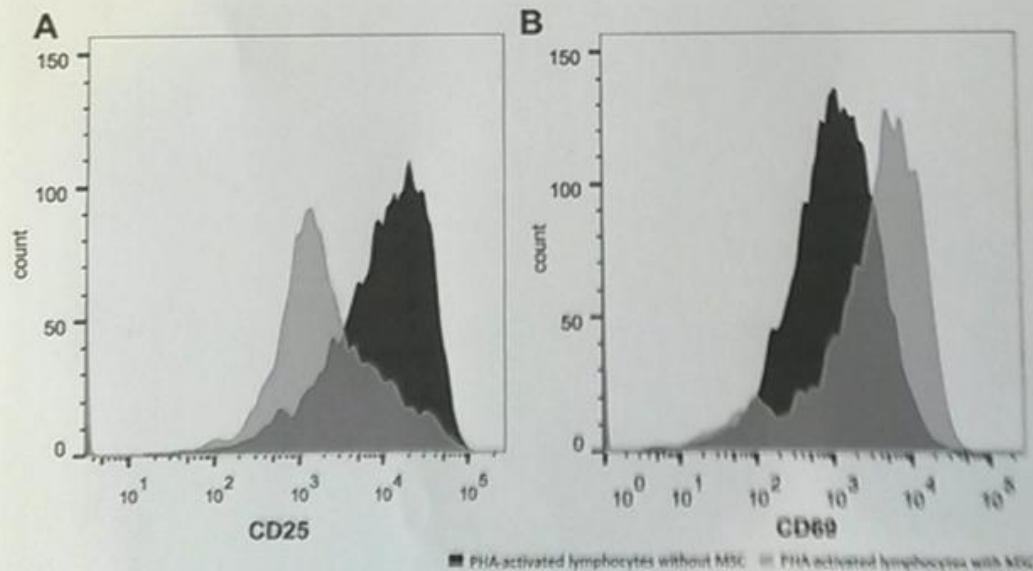 A
150
100
50
0
count
10^1 10^2 10^3 10^4 10^5
CD25
B
150
100
50
0
count
10^0 10^1 10^2 10^3 10^4 10^5
CD69
PHA-activated lymphocytes without MSC PHA activated lymphocytes with MSC